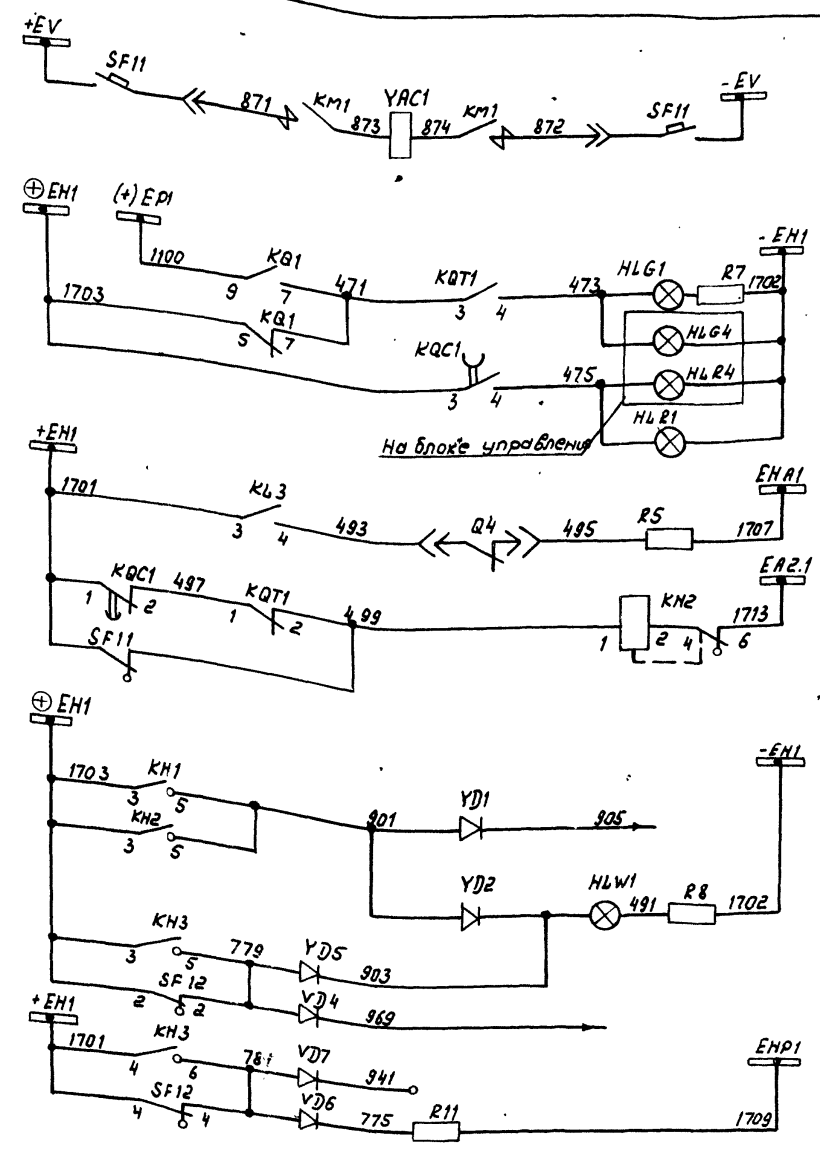 +EV
SF11
871
KM1
YAC1
873
874
KM1
872
SF11
-EV
⊕ EH1
(+) EP1
1100
KQ1
9
7
471
KQT1
3
4
473
HLG1
R7
1702
-EH1
1703
5
KQ1
7
HLG4
KQC1
3
4
475
HLR4
HLR1
На блоке управления
+EH1
1701
KL3
3
4
493
Q4
495
R5
1707
EHA1
KQC1
1
2
497
KQT1
1
2
499
KH2
1
2
4
6
1713
EA2.1
SF11
⊕ EH1
1703
KH1
3
5
KH2
3
5
901
YD1
905
-EH1
YD2
HLW1
491
R8
1702
KH3
3
5
779
YD5
903
SF12
2
2
VD4
969
+EH1
1701
KH3
4
6
781
VD7
941
SF12
4
4
VD6
775
R11
1709
EHP1